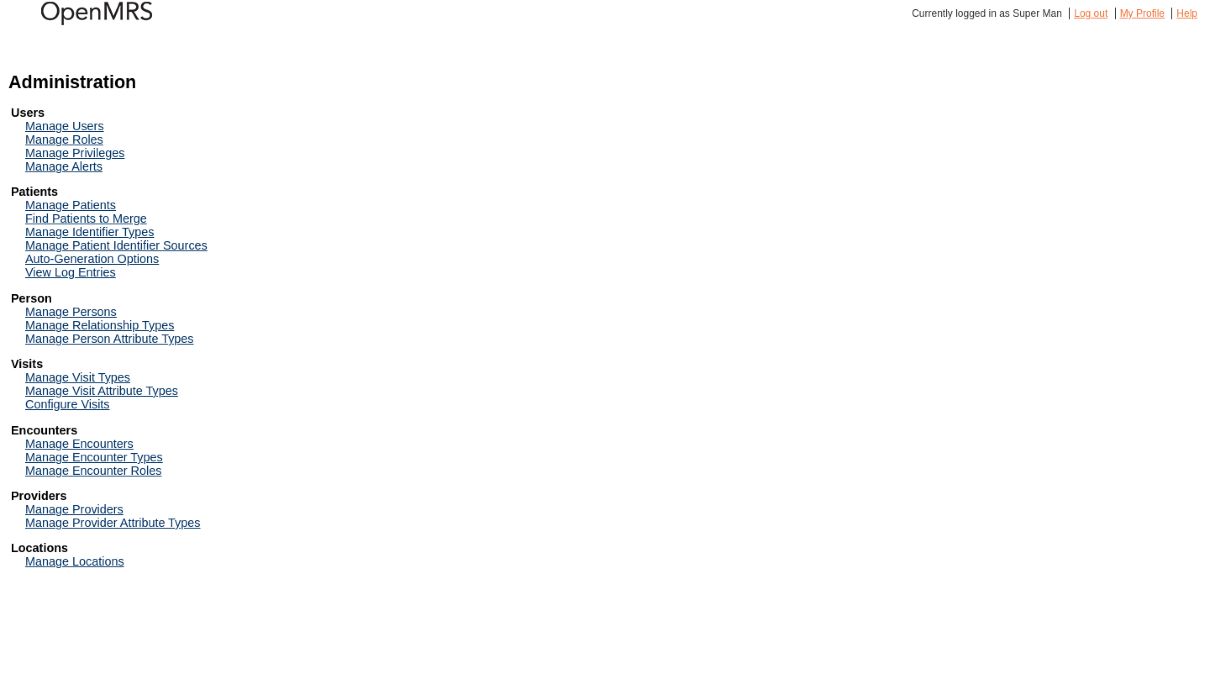 OpenMRS
Currently logged in as Super Man | Log out | My Profile | Help
Administration
Users
Manage Users
Manage Roles
Manage Privileges
Manage Alerts
Patients
Manage Patients
Find Patients to Merge
Manage Identifier Types
Manage Patient Identifier Sources
Auto-Generation Options
View Log Entries
Person
Manage Persons
Manage Relationship Types
Manage Person Attribute Types
Visits
Manage Visit Types
Manage Visit Attribute Types
Configure Visits
Encounters
Manage Encounters
Manage Encounter Types
Manage Encounter Roles
Providers
Manage Providers
Manage Provider Attribute Types
Locations
Manage Locations